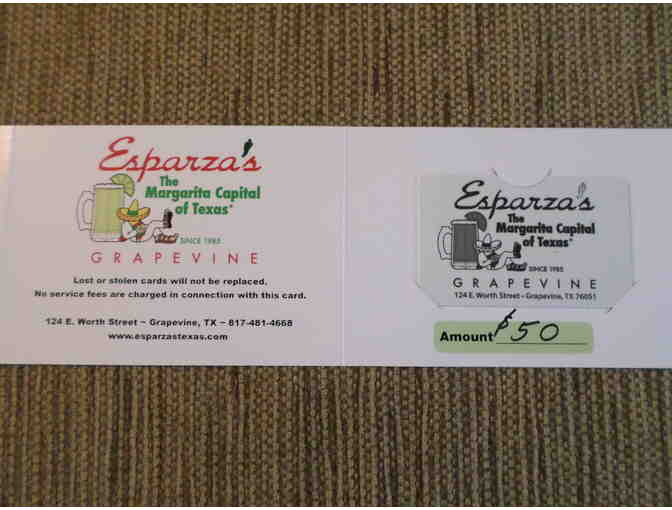 Esparza's
The
Margarita Capital
of Texas
SINCE 1985
GRAPEVINE
Lost or stolen cards will not be replaced.
No service fees are charged in connection with this card.
124 E. Worth Street ~ Grapevine, TX ~ 817-481-4668
www.esparzastexas.com
Esparza's
The
Margarita Capital
of Texas
SINCE 1985
GRAPEVINE
124 E. Worth Street • Grapevine, TX 76051
Amount $50